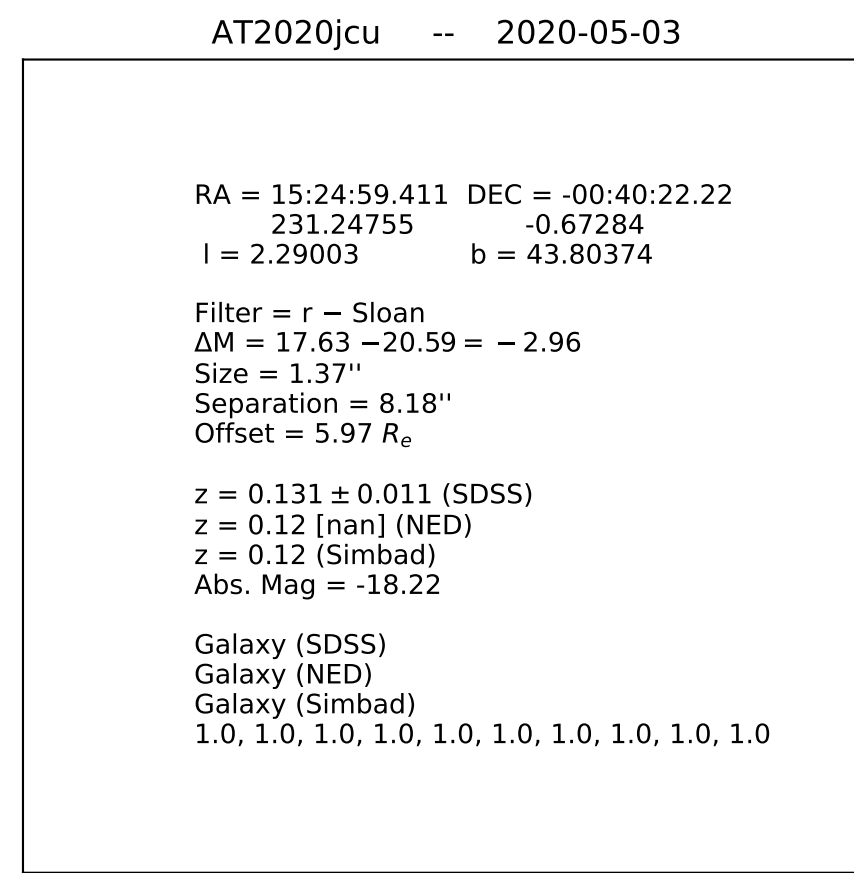 AT2020jcu -- 2020-05-03
RA = 15:24:59.411 DEC = -00:40:22.22
231.24755 -0.67284
l = 2.29003 b = 43.80374
Filter = r − Sloan
ΔM = 17.63 −20.59 = − 2.96
Size = 1.37''
Separation = 8.18''
Offset = 5.97 Rₑ
z = 0.131 ± 0.011 (SDSS)
z = 0.12 [nan] (NED)
z = 0.12 (Simbad)
Abs. Mag = -18.22
Galaxy (SDSS)
Galaxy (NED)
Galaxy (Simbad)
1.0, 1.0, 1.0, 1.0, 1.0, 1.0, 1.0, 1.0, 1.0, 1.0